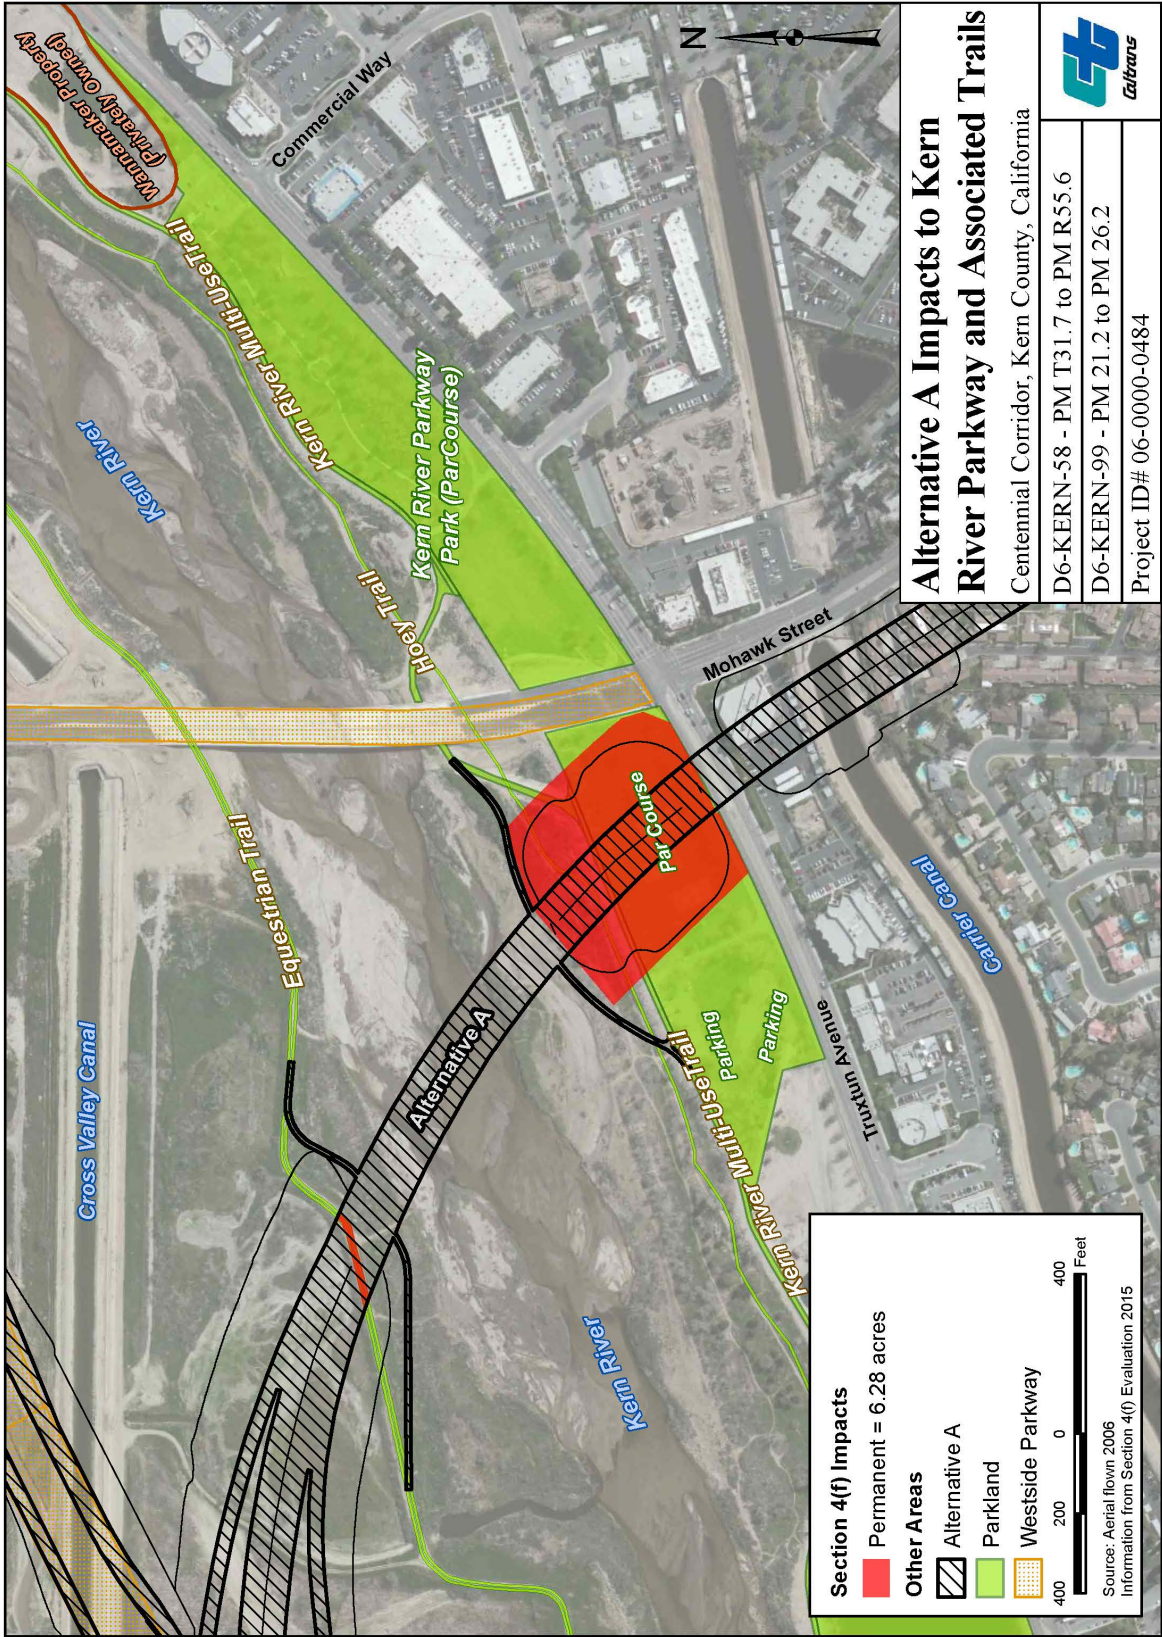 Wannamaker Property
(Privately Owned)
Commercial Way
N
Kern River
Kern River Multi-UseTrail
Kern River Parkway
Park (ParCourse)
Hoey Trail
Equestrian Trail
Cross Valley Canal
Mohawk Street
Par Course
Alternative A
Carrier Canal
Parking
Parking
Truxtun Avenue
Kern River Multi-UseTrail
Kern River
Section 4(f) Impacts
Permanent = 6.28 acres
Other Areas
Alternative A
Parkland
Westside Parkway
400 200 0 400
Feet
Source: Aerial flown 2006
Information from Section 4(f) Evaluation 2015
Alternative A Impacts to Kern
River Parkway and Associated Trails
Centennial Corridor, Kern County, California
D6-KERN-58 - PM T31.7 to PM R55.6
D6-KERN-99 - PM 21.2 to PM 26.2
Project ID# 06-0000-0484
Caltrans